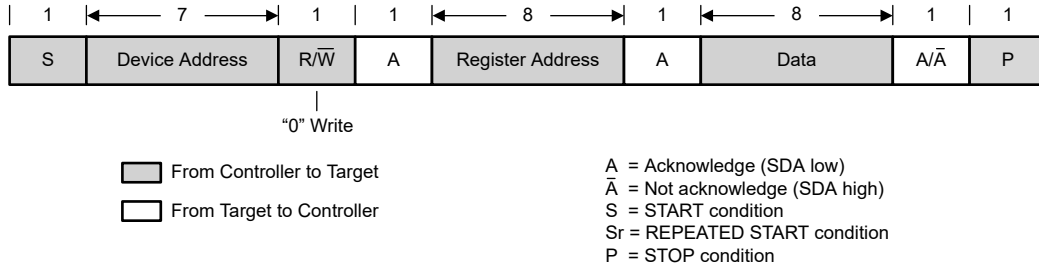 1 7 1 1 8 1 8 1 1
S Device Address R/W̅ A Register Address A Data A/A̅ P
“0” Write
From Controller to Target
From Target to Controller
A = Acknowledge (SDA low)
A̅ = Not acknowledge (SDA high)
S = START condition
Sr = REPEATED START condition
P = STOP condition